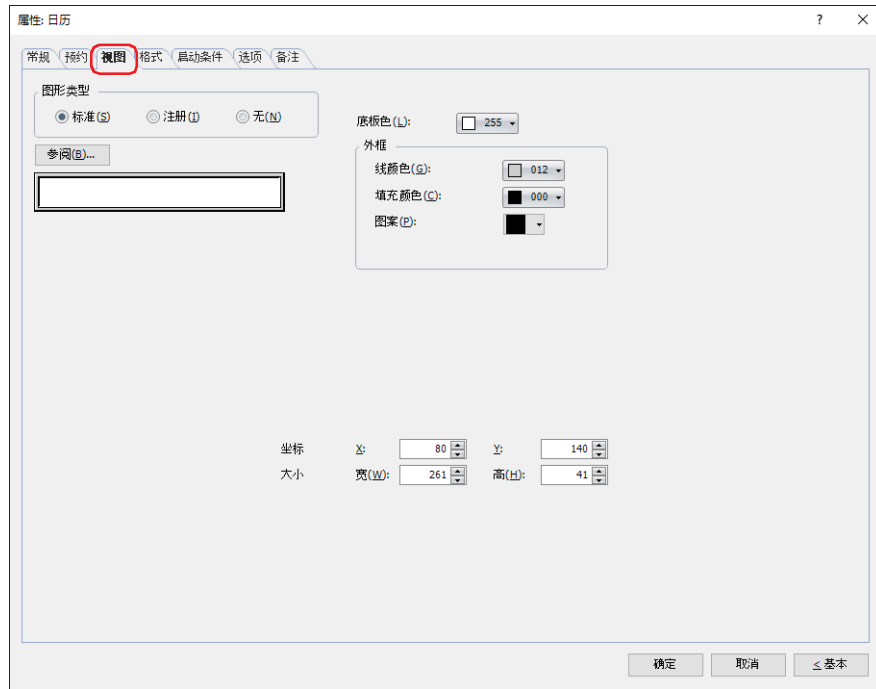 属性: 日历 ?
常规 预约 视图 格式 启动条件 选项 备注
图形类型
标准(S) 注册(I) 无(N)
底板色(L): 255
参阅(B)...
外框
线颜色(G): 012
填充颜色(C): 000
图案(P):
坐标 X: 80 Y: 140
大小 宽(W): 261 高(H): 41
确定 取消 < 基本